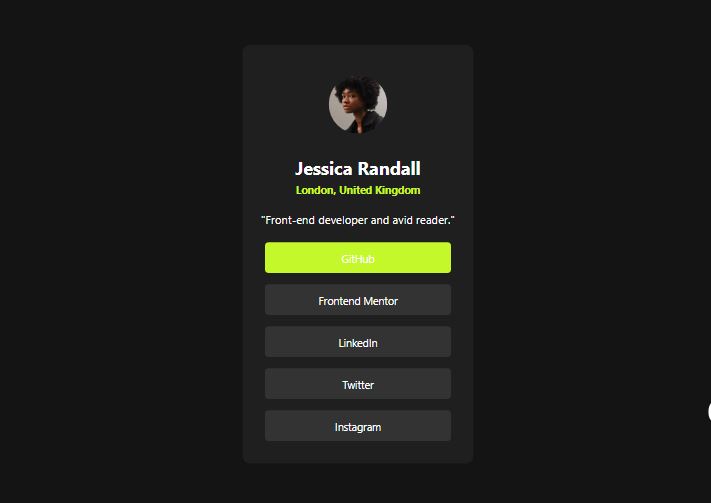 Jessica Randall
London, United Kingdom
"Front-end developer and avid reader."
GitHub
Frontend Mentor
LinkedIn
Twitter
Instagram